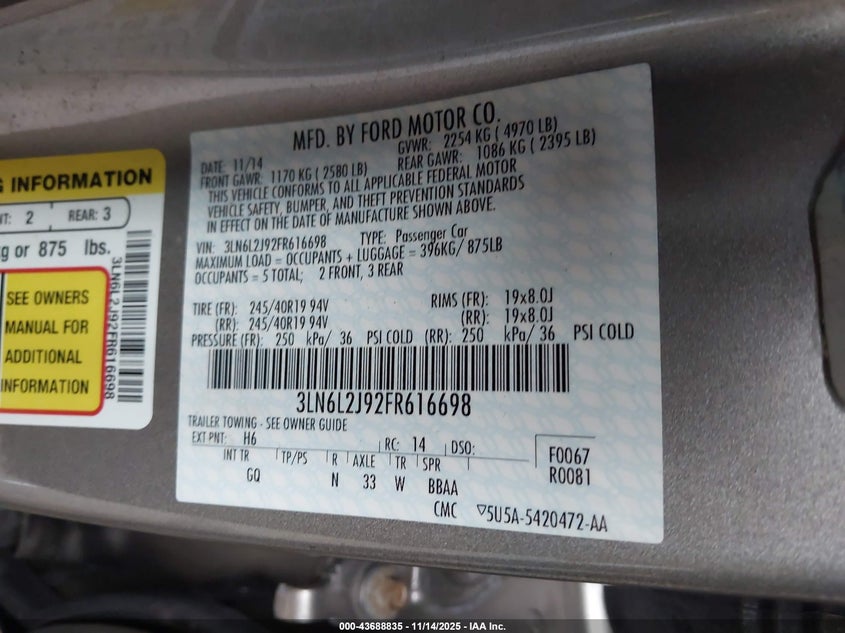 G INFORMATION
NT: 2 REAR: 3
g or 875 lbs.
SEE OWNERS
MANUAL FOR
ADDITIONAL
INFORMATION
3LN6L2J92FR616698
MFD. BY FORD MOTOR CO.
DATE: 11/14 GVWR: 2254 KG ( 4970 LB)
FRONT GAWR: 1170 KG ( 2580 LB) REAR GAWR: 1086 KG ( 2395 LB)
THIS VEHICLE CONFORMS TO ALL APPLICABLE FEDERAL MOTOR
VEHICLE SAFETY, BUMPER, AND THEFT PREVENTION STANDARDS
IN EFFECT ON THE DATE OF MANUFACTURE SHOWN ABOVE.
VIN: 3LN6L2J92FR616698 TYPE: Passenger Car
MAXIMUM LOAD = OCCUPANTS + LUGGAGE = 396KG/ 875LB
OCCUPANTS = 5 TOTAL; 2 FRONT, 3 REAR
TIRE (FR): 245/40R19 94V RIMS (FR): 19x8.0J
(RR): 245/40R19 94V (RR): 19x8.0J
PRESSURE (FR): 250 kPa/ 36 PSI COLD (RR): 250 kPa/ 36 PSI COLD
3LN6L2J92FR616698
TRAILER TOWING - SEE OWNER GUIDE
EXT PNT: H6 RC: 14 DSO: F0067
INT TR TP/PS R AXLE TR SPR R0081
GQ N 33 W BBAA
CMC ▽5U5A-5420472-AA
000-43688835 - 11/14/2025 - IAA Inc.